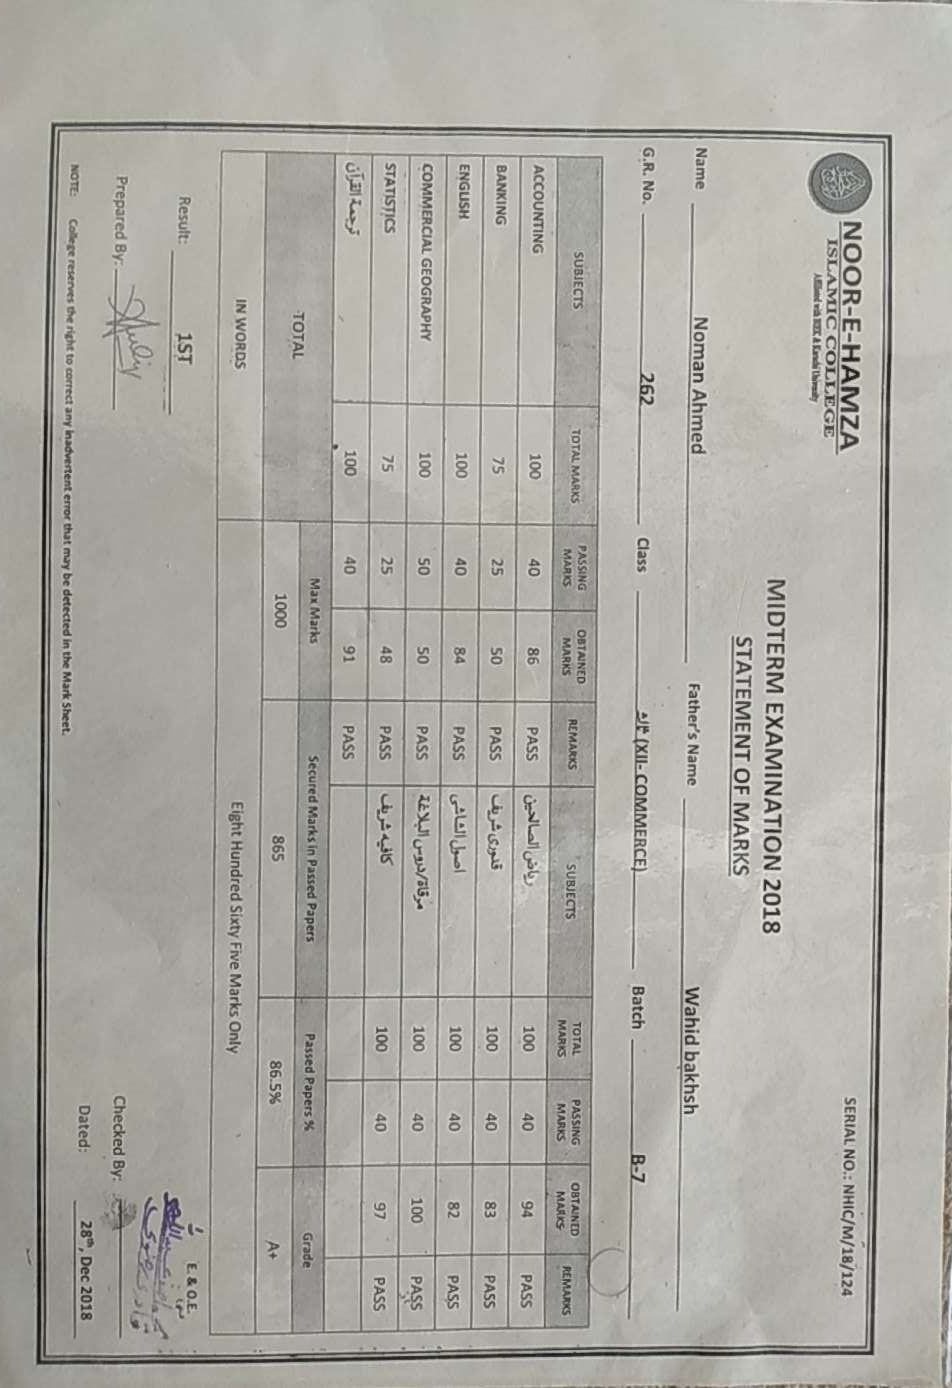 NOOR-E-HAMZA
ISLAMIC COLLEGE
Affiliated with BIEK & Karachi University
SERIAL NO.: NHIC/M/18/124
MIDTERM EXAMINATION 2018
STATEMENT OF MARKS
Name Noman Ahmed Father's Name Wahid bakhsh
G.R. No. 262 Class (XII- COMMERCE) Batch B-7
SUBJECTS TOTAL MARKS PASSING MARKS OBTAINED MARKS REMARKS SUBJECTS TOTAL MARKS PASSING MARKS OBTAINED MARKS REMARKS
ACCOUNTING 100 40 86 PASS رياض الصالحين 100 40 94 PASS
BANKING 75 25 50 PASS قدوری شریف 100 40 83 PASS
ENGLISH 100 40 84 PASS اصول الشاشی 100 40 82 PASS
COMMERCIAL GEOGRAPHY 100 50 50 PASS مرقاة/دروس البلاغة 100 40 100 PASS
STATISTICS 75 25 48 PASS کافیہ شریف 100 40 97 PASS
ترجمة القرآن 100 40 91 PASS
TOTAL Max Marks Secured Marks in Passed Papers Passed Papers % Grade
1000 865 86.5% A+
IN WORDS Eight Hundred Sixty Five Marks Only
Result: 1ST
E. & O.E.
Prepared By: Checked By:
Dated: 28th, Dec 2018
NOTE: College reserves the right to correct any inadvertent error that may be detected in the Mark Sheet.